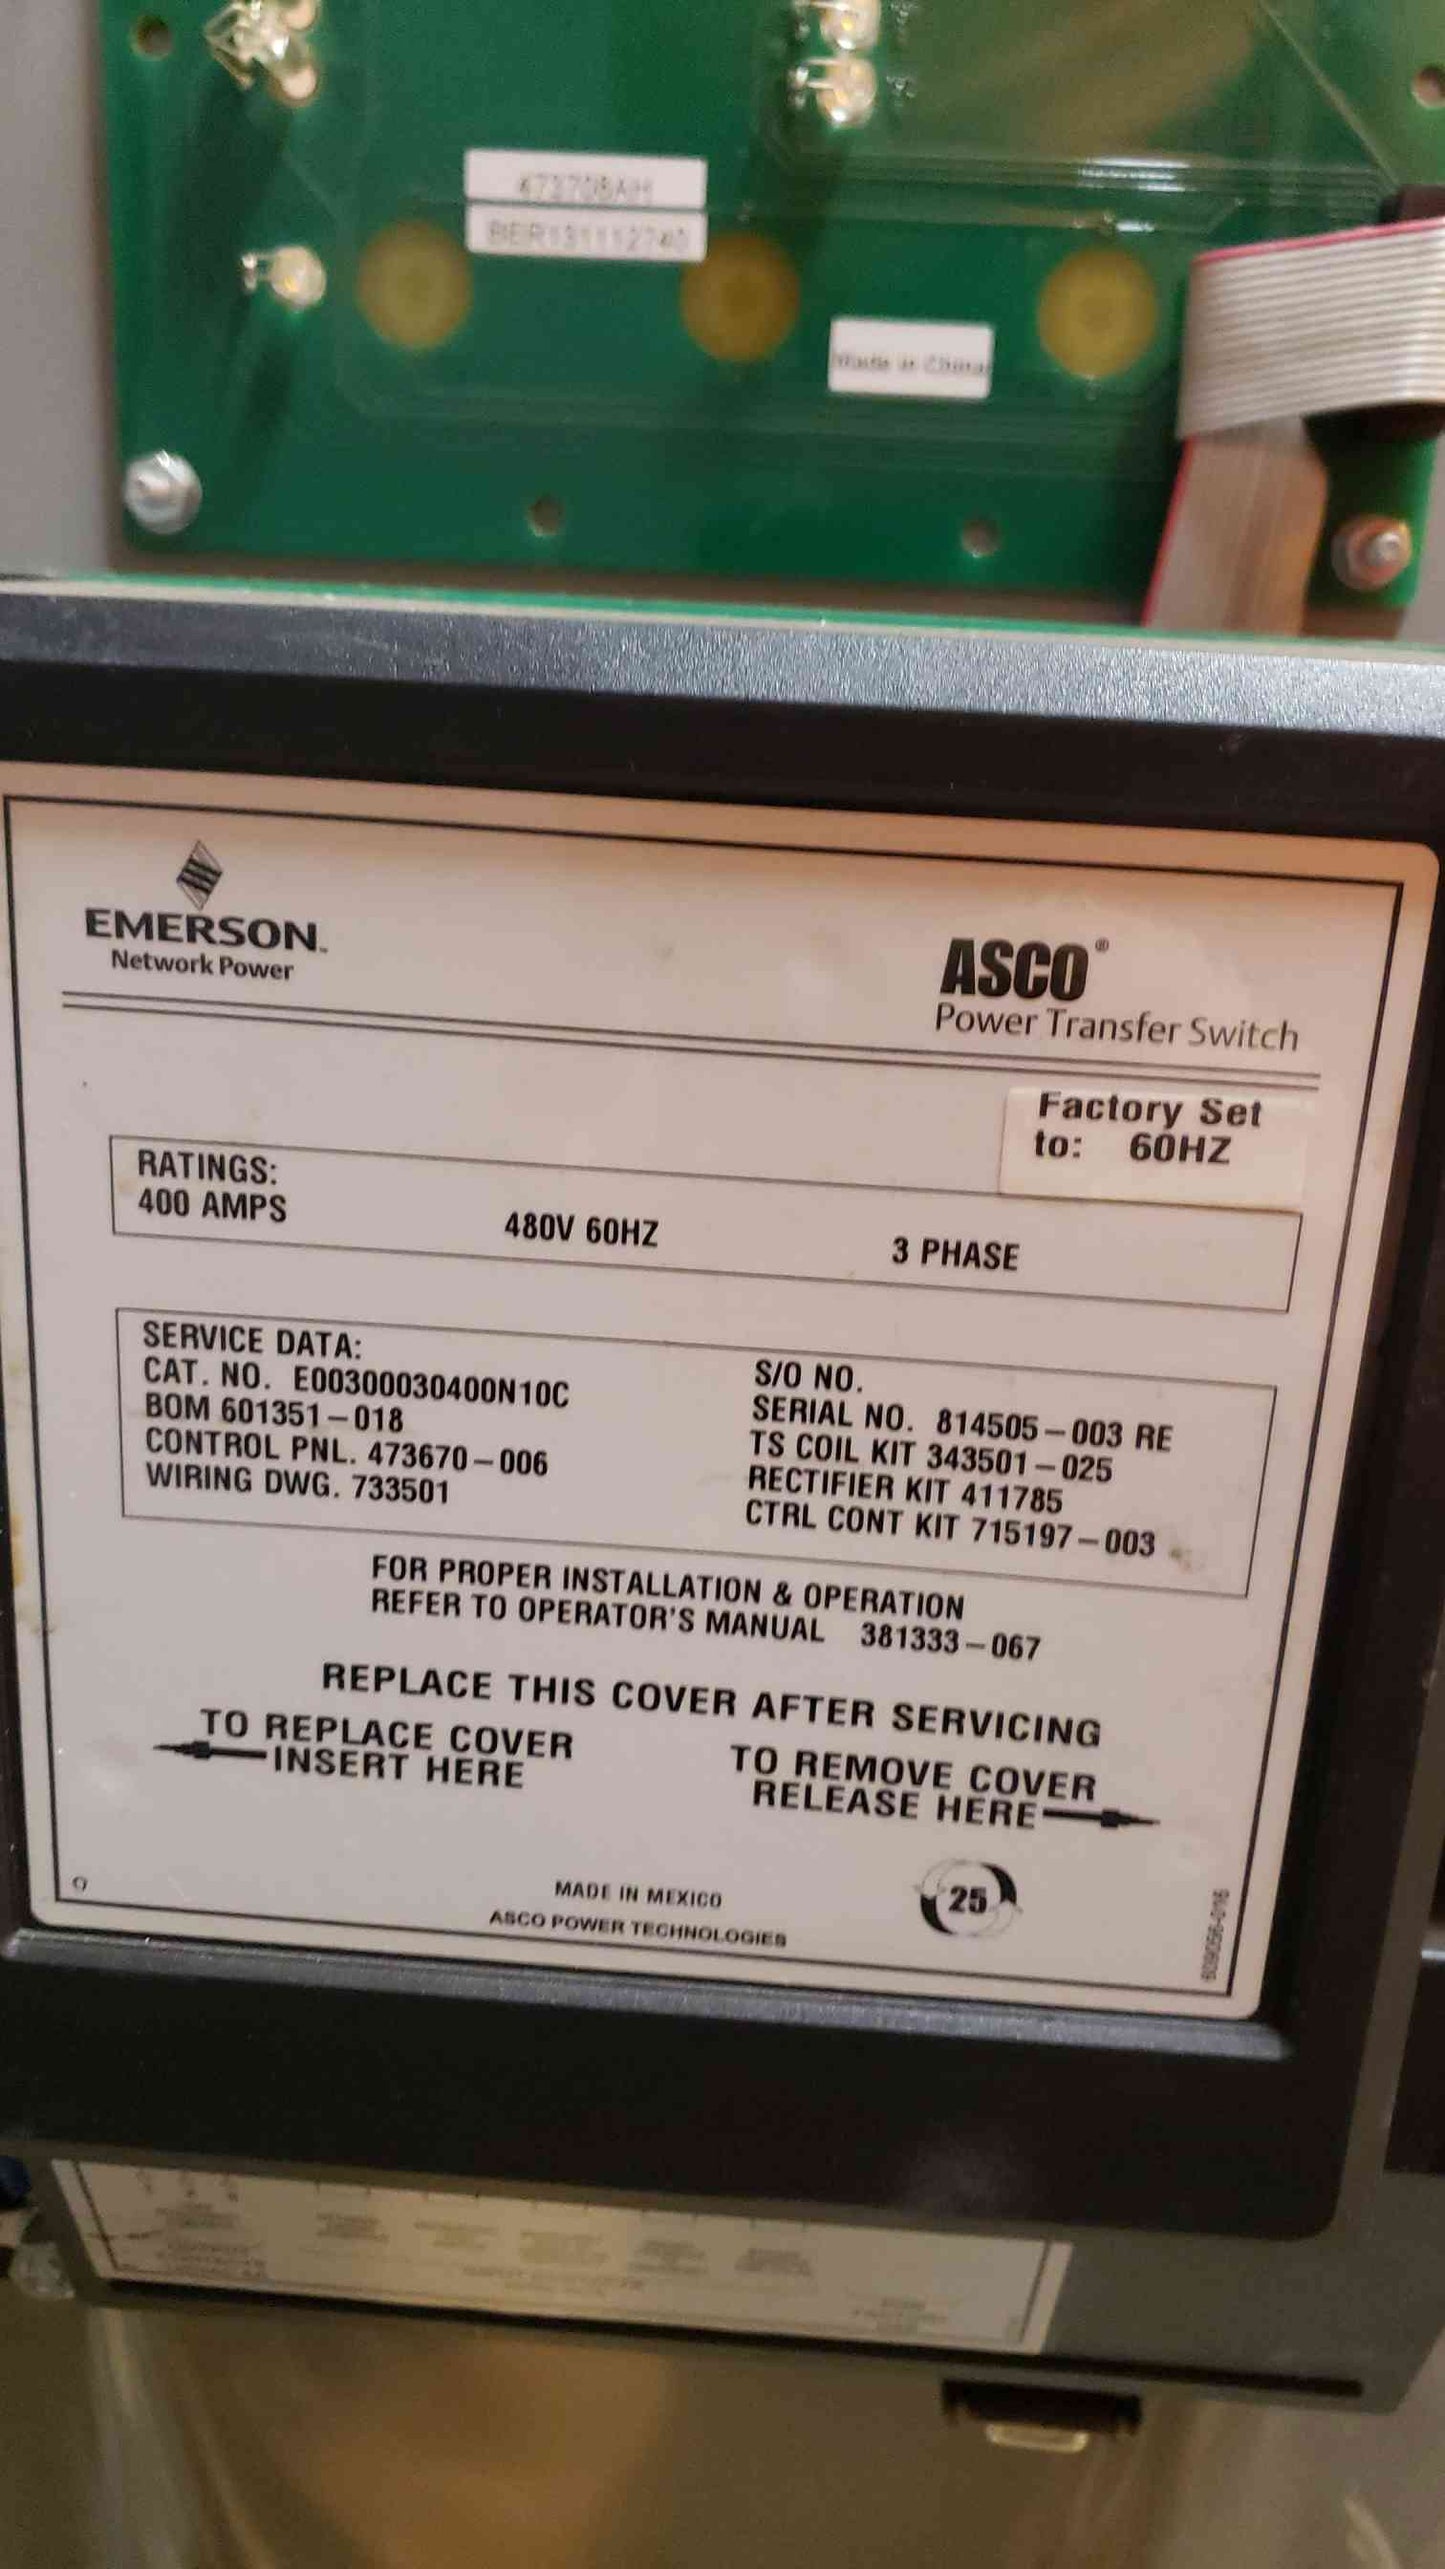 BER131112740
Made in China
EMERSON™
Network Power
ASCO®
Power Transfer Switch
Factory Set
to: 60HZ
RATINGS:
400 AMPS 480V 60HZ 3 PHASE
SERVICE DATA:
CAT. NO. E00300030400N10C
BOM 601351-018
CONTROL PNL. 473670-006
WIRING DWG. 733501
S/O NO.
SERIAL NO. 814505-003 RE
TS COIL KIT 343501-025
RECTIFIER KIT 411785
CTRL CONT KIT 715197-003
FOR PROPER INSTALLATION & OPERATION
REFER TO OPERATOR'S MANUAL 381333-067
REPLACE THIS COVER AFTER SERVICING
TO REPLACE COVER
INSERT HERE
TO REMOVE COVER
RELEASE HERE
MADE IN MEXICO
ASCO POWER TECHNOLOGIES
25